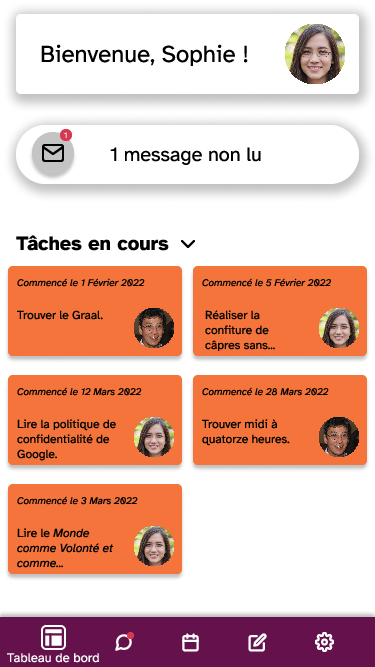 Bienvenue, Sophie !
1
1 message non lu
Tâches en cours
Commencé le 1 Février 2022
Trouver le Graal.
Commencé le 5 Février 2022
Réaliser la
confiture de
câpres sans...
Commencé le 12 Mars 2022
Lire la politique de
confidentialité de
Google.
Commencé le 28 Mars 2022
Trouver midi à
quatorze heures.
Commencé le 3 Mars 2022
Lire le Monde
comme Volonté et
comme...
Tableau de bord